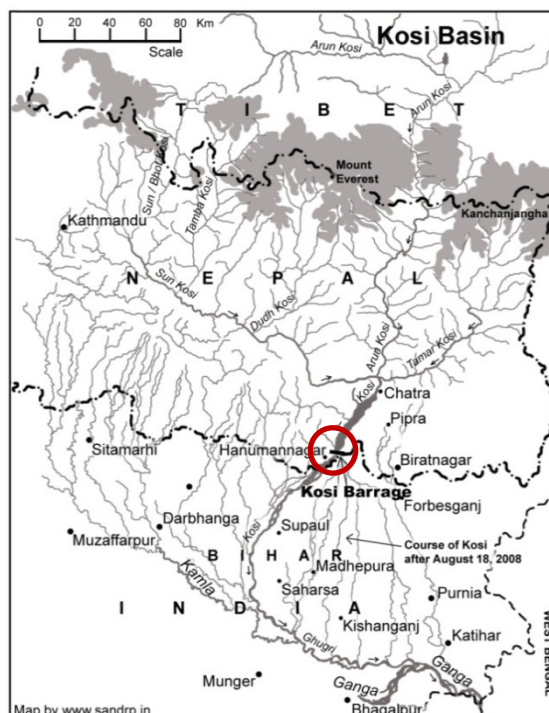 0 20 40 60 80 Km
Scale
Kosi Basin
Arun Kosi
Arun Kosi
T I B E T
Sun / Bhot Kosi
Tamba Kosi
Mount
Everest
Kanchanjangha
Kathmandu
N E P A L
Sun Kosi
Dudh Kosi
Arun Kosi
Tamar Kosi
Kosi
Chatra
Pipra
Hanumannagar
Sitamarhi
Biratnagar
Kosi Barrage
Forbesganj
Darbhanga
Kosi
Supaul
Muzaffarpur
Course of Kosi
after August 18, 2008
B I H A R
Madhepura
Kamla
Saharsa
Purnia
I N D I A
Kishanganj
WEST BENGAL
Ghugri
Katihar
Munger
Ganga
Ganga
Bhagalpur
Map by www.sandrp.in